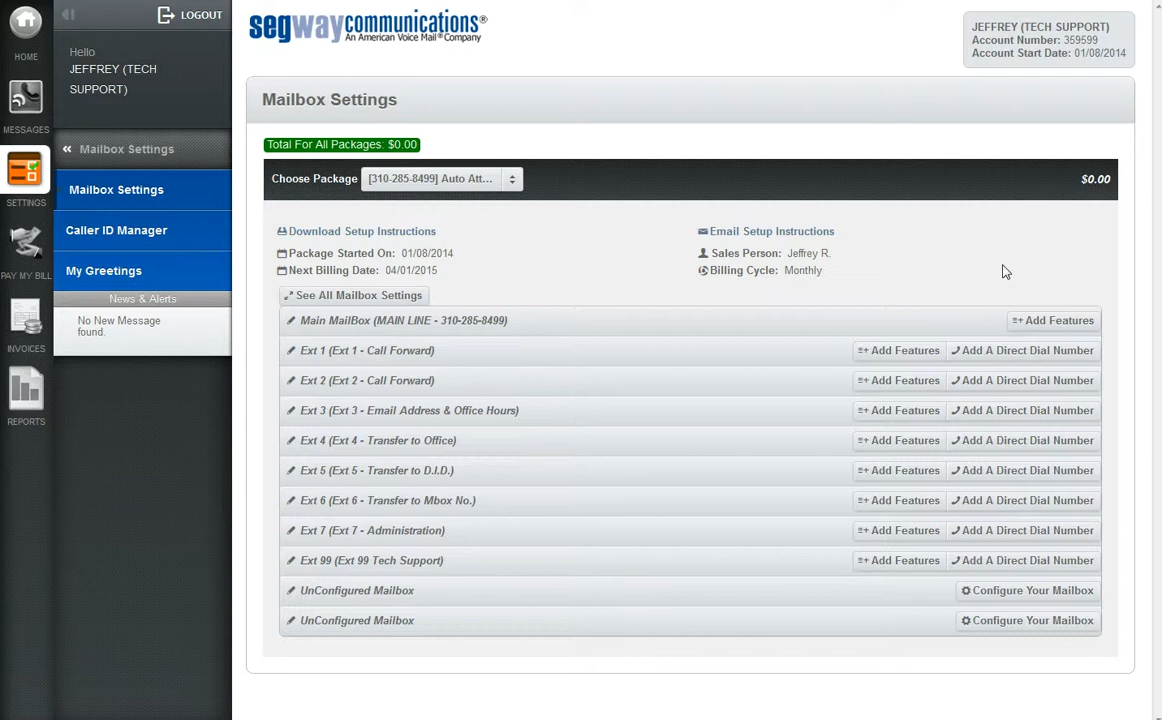 HOME
MESSAGES
SETTINGS
PAY MY BILL
INVOICES
REPORTS
LOGOUT
Hello
JEFFREY (TECH
SUPPORT)
« Mailbox Settings
Mailbox Settings
Caller ID Manager
My Greetings
News & Alerts
No New Message
found.
segwaycommunications®
An American Voice Mail® Company
JEFFREY (TECH SUPPORT)
Account Number: 359599
Account Start Date: 01/08/2014
Mailbox Settings
Total For All Packages: $0.00
Choose Package [310-285-8499] Auto Att... $0.00
Download Setup Instructions Email Setup Instructions
Package Started On: 01/08/2014 Sales Person: Jeffrey R.
Next Billing Date: 04/01/2015 Billing Cycle: Monthly
See All Mailbox Settings
Main MailBox (MAIN LINE - 310-285-8499) Add Features
Ext 1 (Ext 1 - Call Forward) Add Features Add A Direct Dial Number
Ext 2 (Ext 2 - Call Forward) Add Features Add A Direct Dial Number
Ext 3 (Ext 3 - Email Address & Office Hours) Add Features Add A Direct Dial Number
Ext 4 (Ext 4 - Transfer to Office) Add Features Add A Direct Dial Number
Ext 5 (Ext 5 - Transfer to D.I.D.) Add Features Add A Direct Dial Number
Ext 6 (Ext 6 - Transfer to Mbox No.) Add Features Add A Direct Dial Number
Ext 7 (Ext 7 - Administration) Add Features Add A Direct Dial Number
Ext 99 (Ext 99 Tech Support) Add Features Add A Direct Dial Number
UnConfigured Mailbox Configure Your Mailbox
UnConfigured Mailbox Configure Your Mailbox